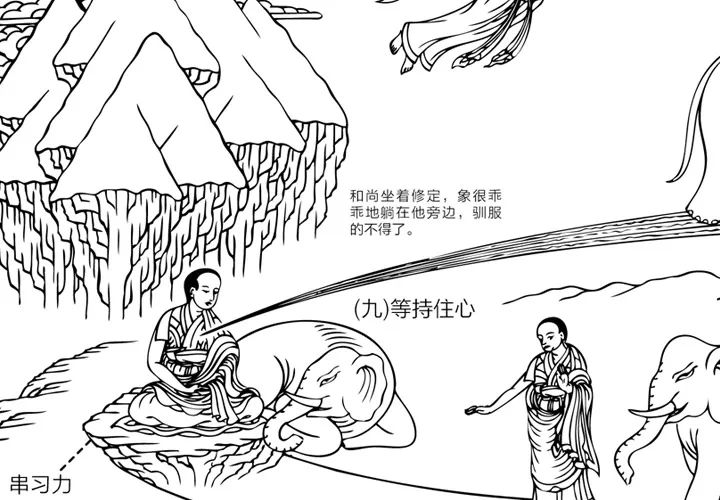 和尚坐着修定，象很乖
乖地躺在他旁边，驯服
的不得了。
(九)等持住心
串习力